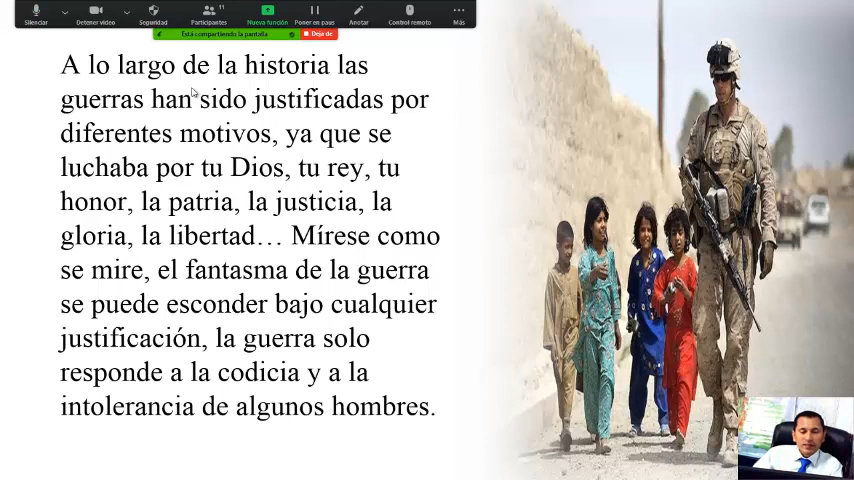 Silenciar
Detener video
Seguridad
Participantes
11
Nueva función
Poner en paus
Anotar
Control remoto
Más
Está compartiendo la pantalla
Deja de
A lo largo de la historia las
guerras han sido justificadas por
diferentes motivos, ya que se
luchaba por tu Dios, tu rey, tu
honor, la patria, la justicia, la
gloria, la libertad… Mírese como
se mire, el fantasma de la guerra
se puede esconder bajo cualquier
justificación, la guerra solo
responde a la codicia y a la
intolerancia de algunos hombres.